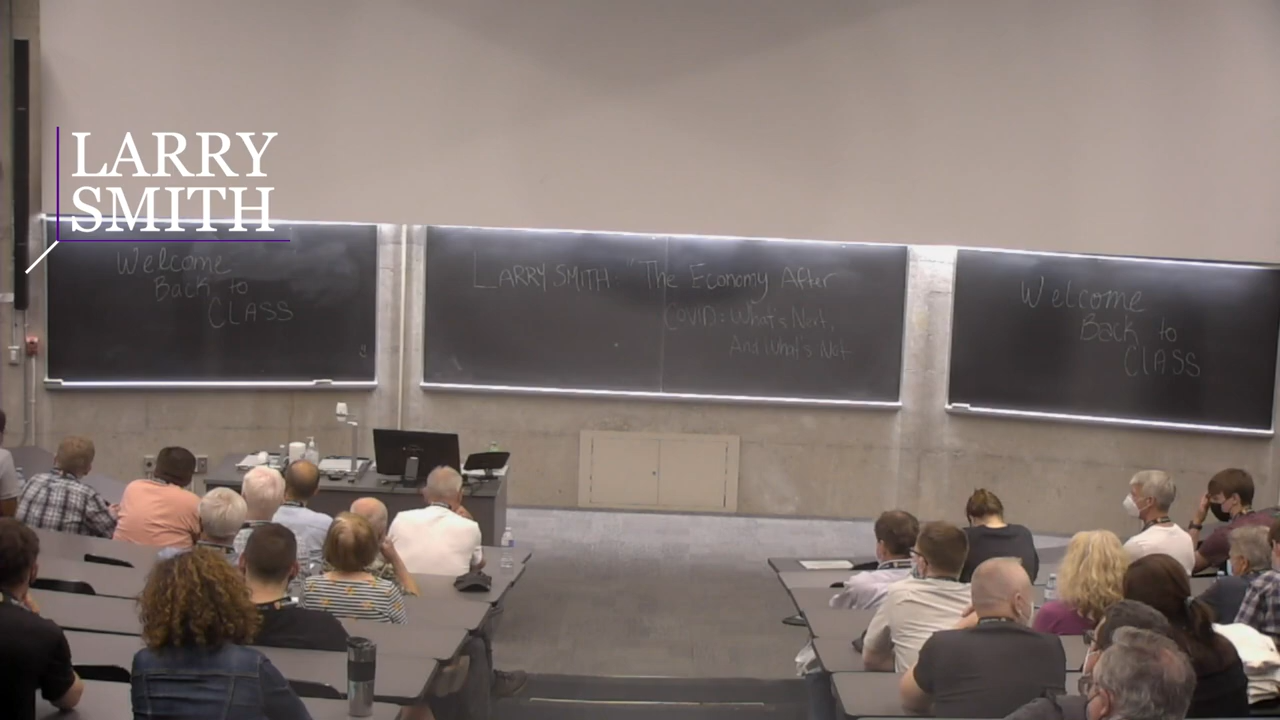 LARRY
SMITH
Welcome
Back to
CLASS
LARRY SMITH: "The Economy After
COVID: What's Next,
And What's Not
Welcome
Back to
ClASS